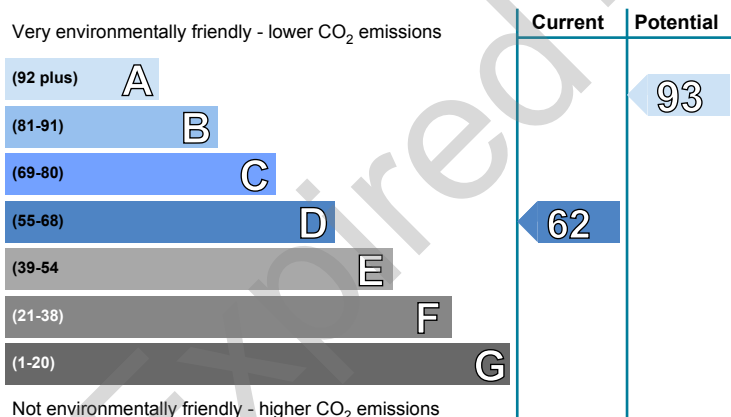 Current Potential
Very environmentally friendly - lower CO2 emissions
(92 plus) A
93
(81-91) B
(69-80) C
(55-68) D
62
(39-54 E
(21-38) F
(1-20) G
Not environmentally friendly - higher CO2 emissions
Expired